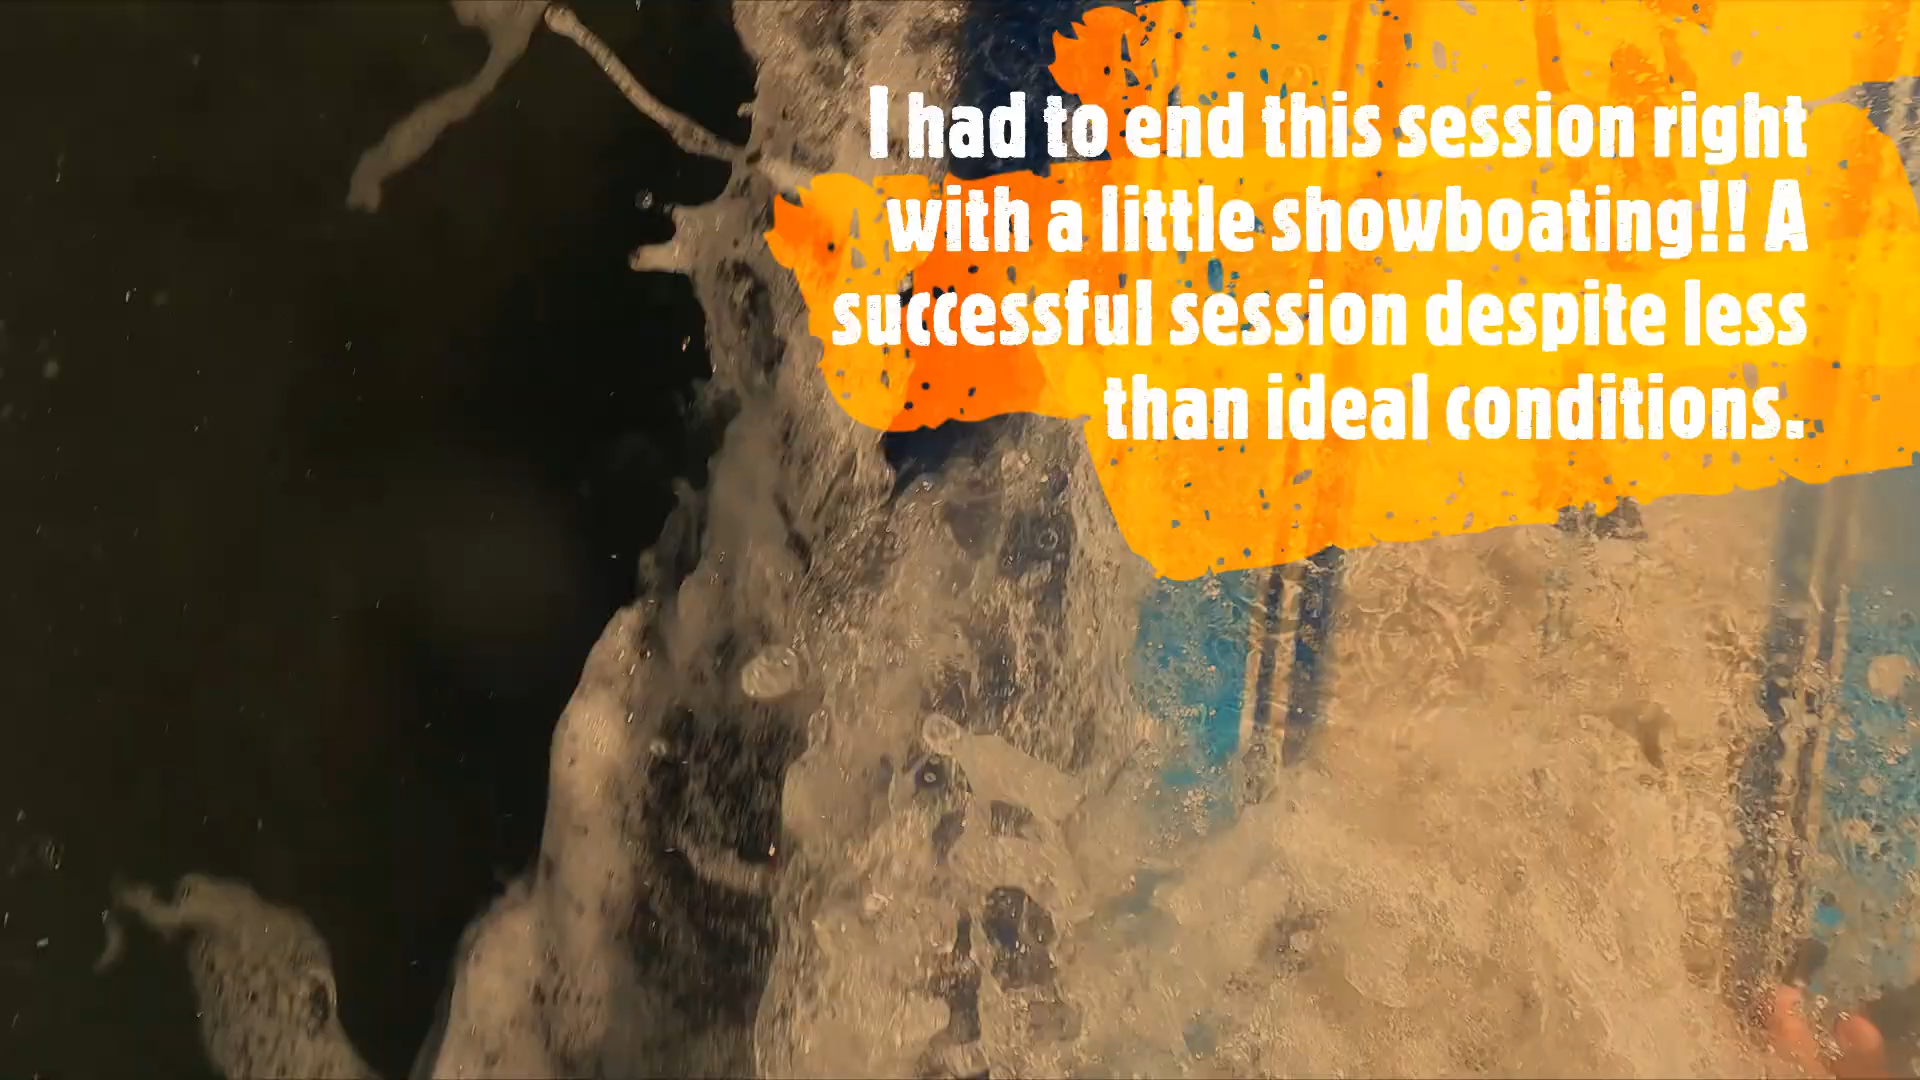 I had to end this session right
with a little showboating!! A
successful session despite less
than ideal conditions.